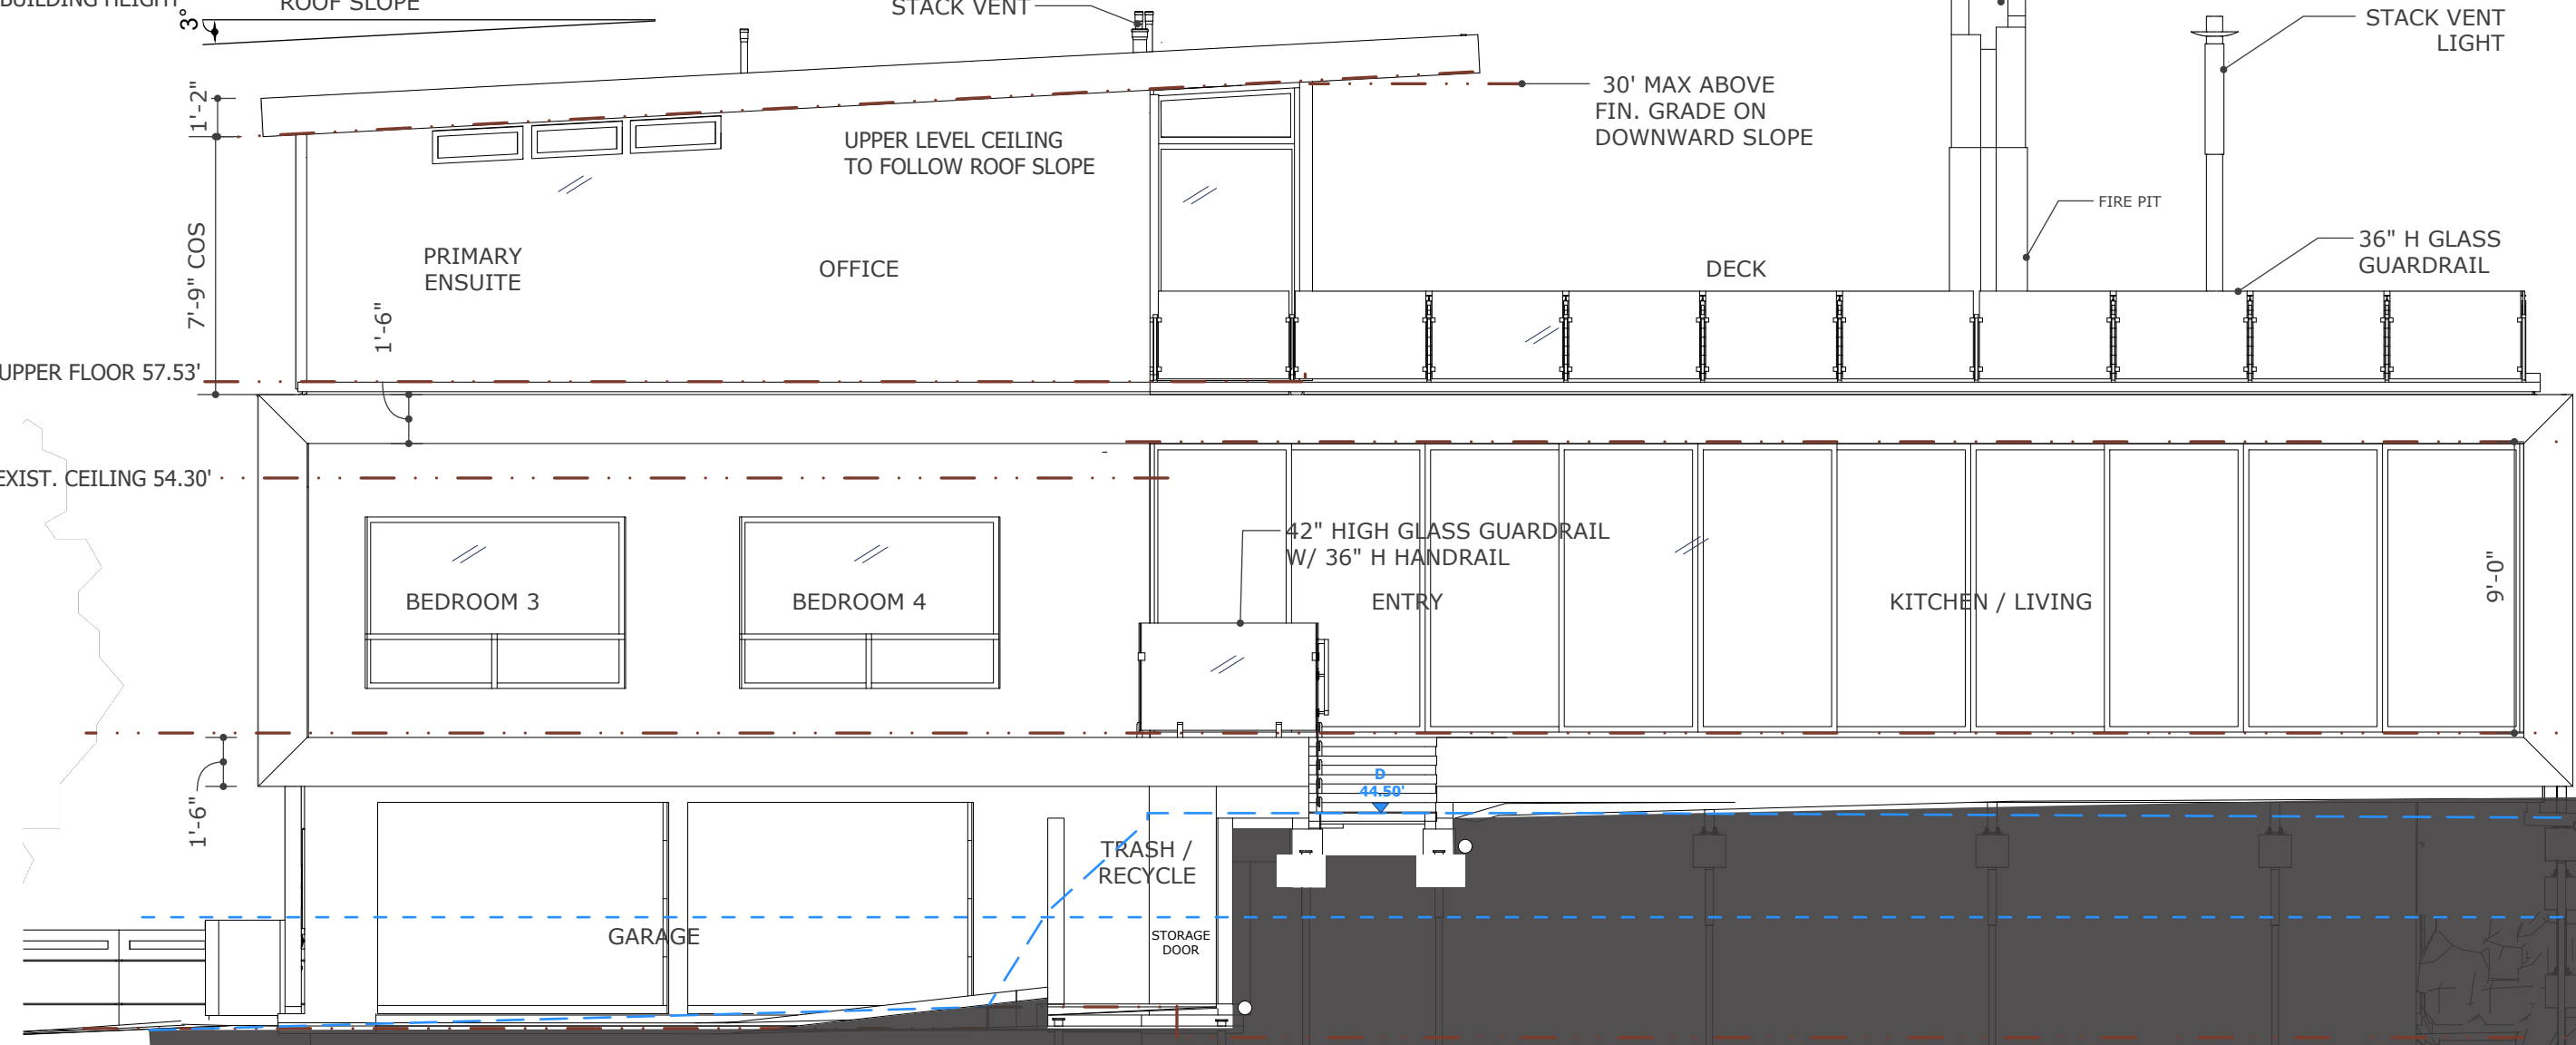 BUILDING HEIGHT
ROOF SLOPE
3°
STACK VENT
STACK VENT
LIGHT
1'-2"
30' MAX ABOVE
FIN. GRADE ON
DOWNWARD SLOPE
UPPER LEVEL CEILING
TO FOLLOW ROOF SLOPE
FIRE PIT
7'-9" COS
PRIMARY
ENSUITE
OFFICE
DECK
36" H GLASS
GUARDRAIL
1'-6"
UPPER FLOOR 57.53'
EXIST. CEILING 54.30'
42" HIGH GLASS GUARDRAIL
W/ 36" H HANDRAIL
BEDROOM 3
BEDROOM 4
ENTRY
KITCHEN / LIVING
9'-0"
D
44.50'
1'-6"
TRASH /
RECYCLE
GARAGE
STORAGE
DOOR